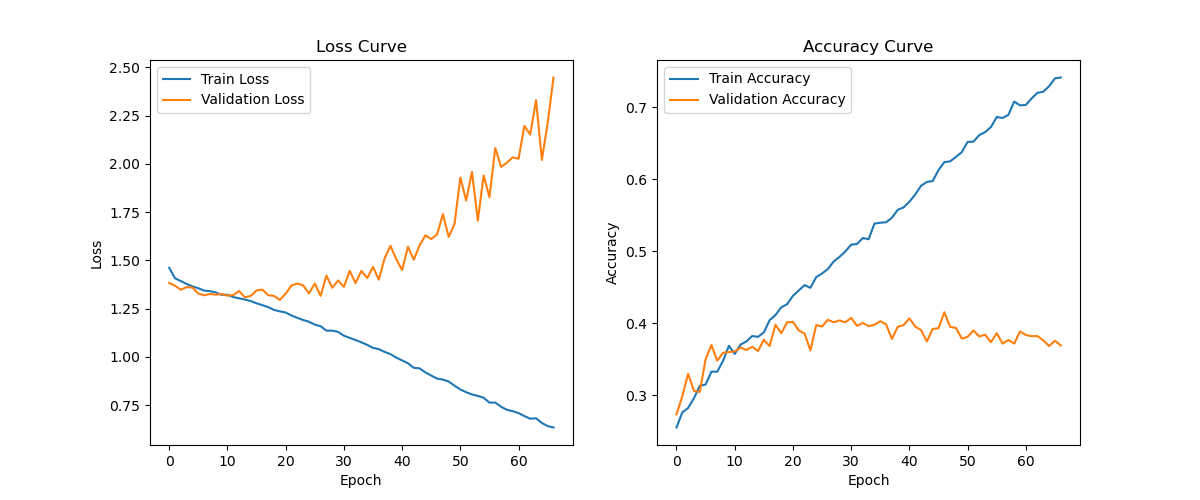 Loss Curve
Train Loss
Validation Loss
2.50
2.25
2.00
1.75
1.50
1.25
1.00
0.75
Loss
0 10 20 30 40 50 60
Epoch
Accuracy Curve
Train Accuracy
Validation Accuracy
0.7
0.6
0.5
0.4
0.3
Accuracy
0 10 20 30 40 50 60
Epoch